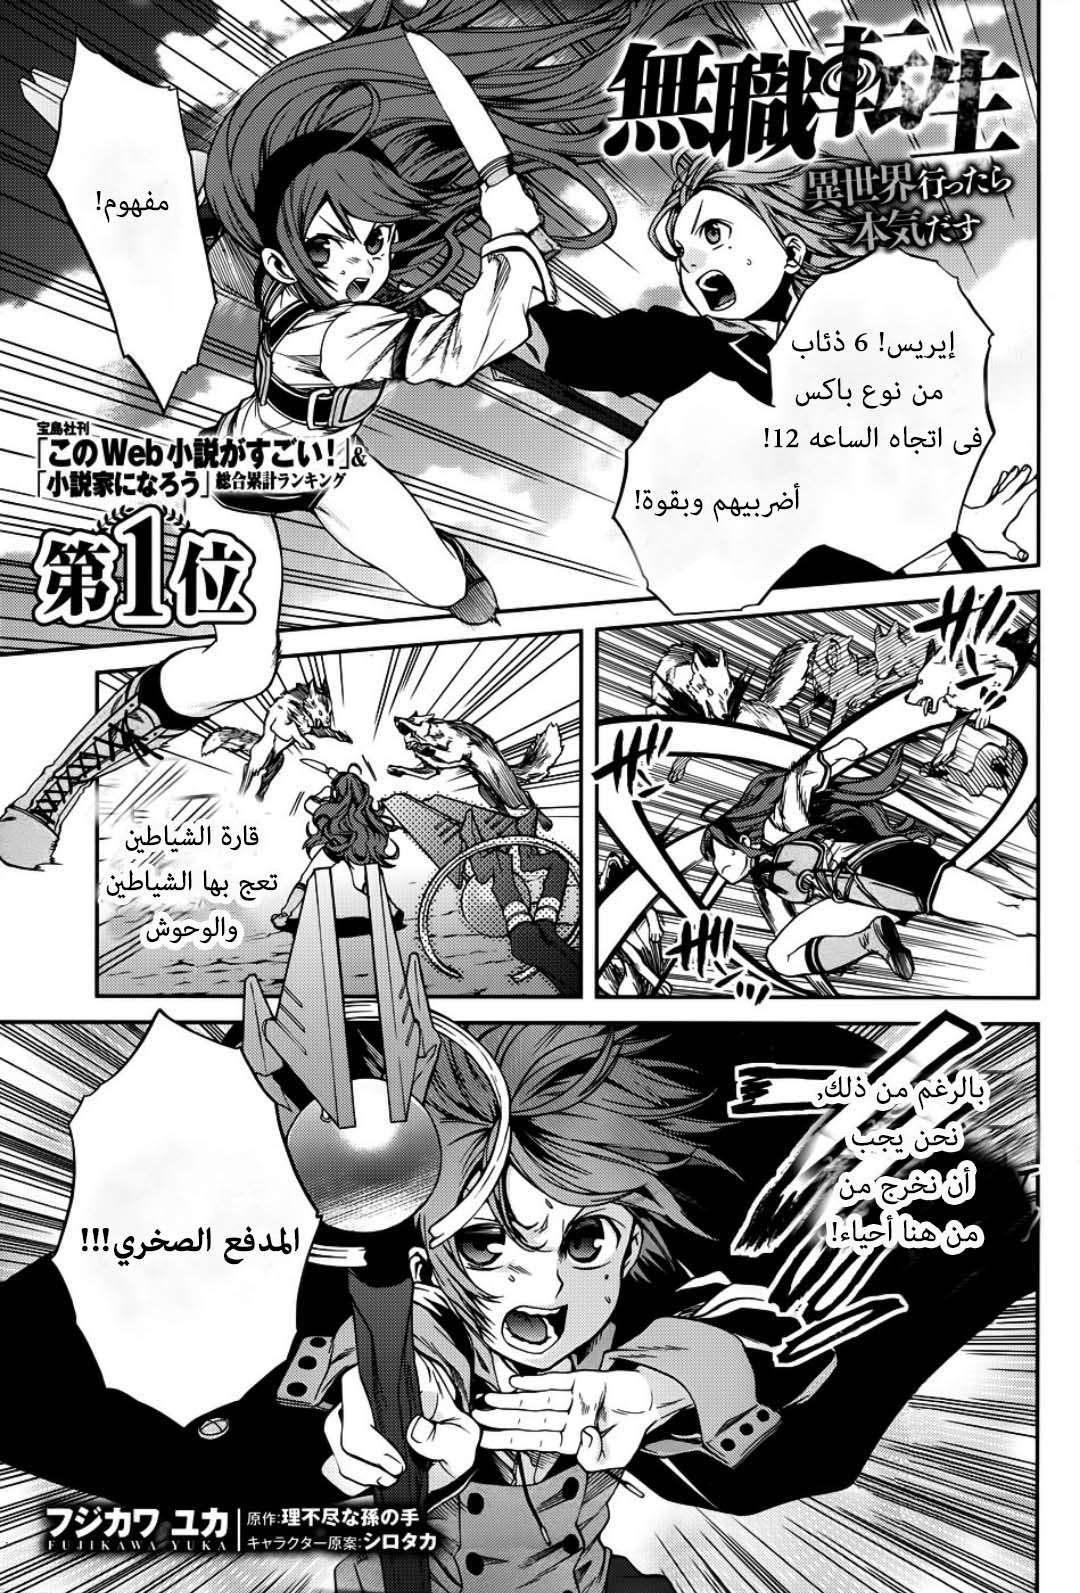 無職転生
異世界行ったら
本気だす
إيريس! 6 ذئاب
من نوع باكس
فى اتجاه الساعه 12!
أضربيهم وبقوة!
مفهوم!
宝島社刊
「このWeb小説がすごい!」&
「小説家になろう」総合累計ランキング
第1位
قارة الشياطين
تعج بها الشياطين
والوحوش
بالرغم من ذلك,
نحن يجب
أن نخرج من
من هنا أحياء!
المدفع الصخري!!!
フジカワ ユカ
FUJIKAWA YUKA
原作:理不尽な孫の手
キャラクター原案:シロタカ